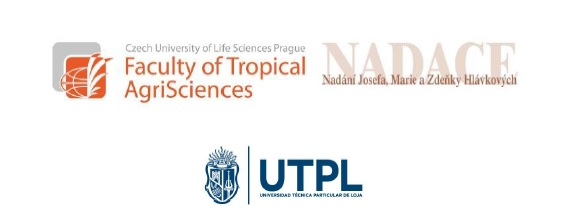 Czech University of Life Sciences Prague
Faculty of Tropical
AgriSciences
NADACE
Nadání Josefa, Marie a Zdeňky Hlávkových
UTPL
UNIVERSIDAD TÉCNICA PARTICULAR DE LOJA